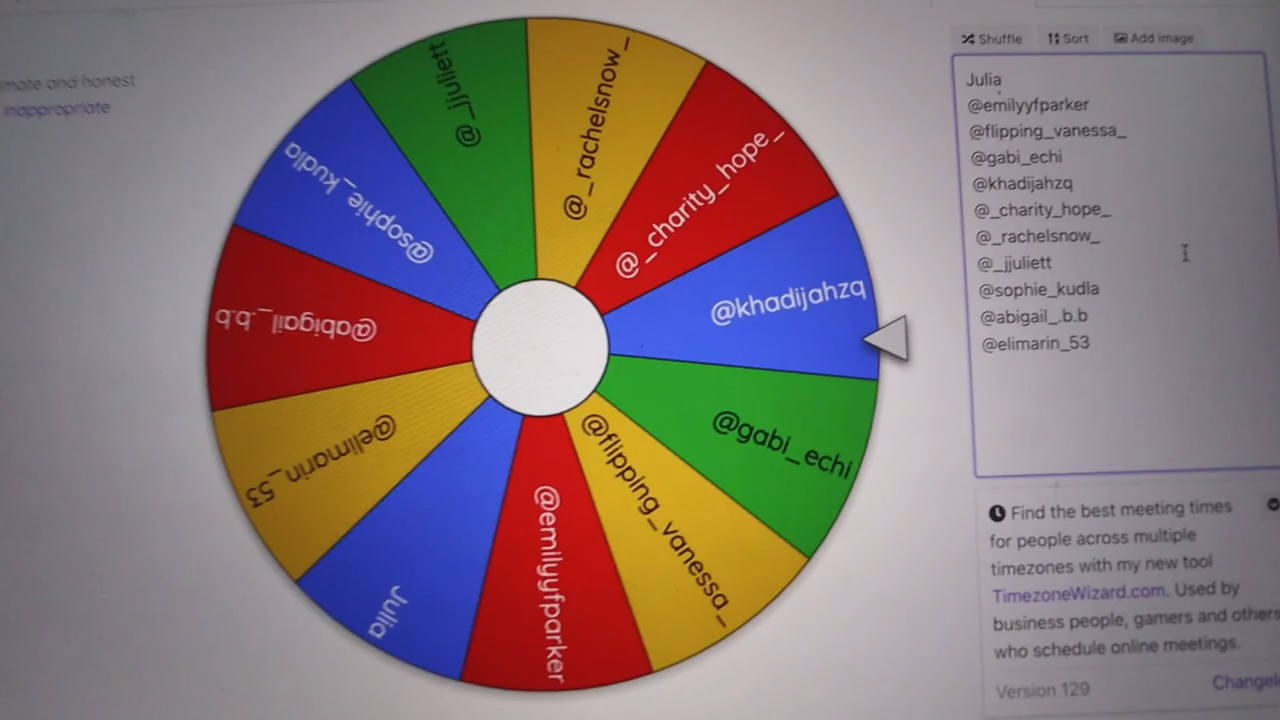 imate and honest
inappropriate
@_jjuliett
@_rachelsnow_
@_charity_hope_
@khadijahzq
@gabi_echi
@flipping_vanessa_
@emilyyfparker
Julia
@elimarin_53
@abigail_.b.b
@sophie_kudla
Shuffle Sort Add image
Julia
@emilyyfparker
@flipping_vanessa_
@gabi_echi
@khadijahzq
@_charity_hope_
@_rachelsnow_
@_jjuliett
@sophie_kudla
@abigail_.b.b
@elimarin_53
Find the best meeting times
for people across multiple
timezones with my new tool
TimezoneWizard.com. Used by
business people, gamers and others
who schedule online meetings.
Version 129 Changel